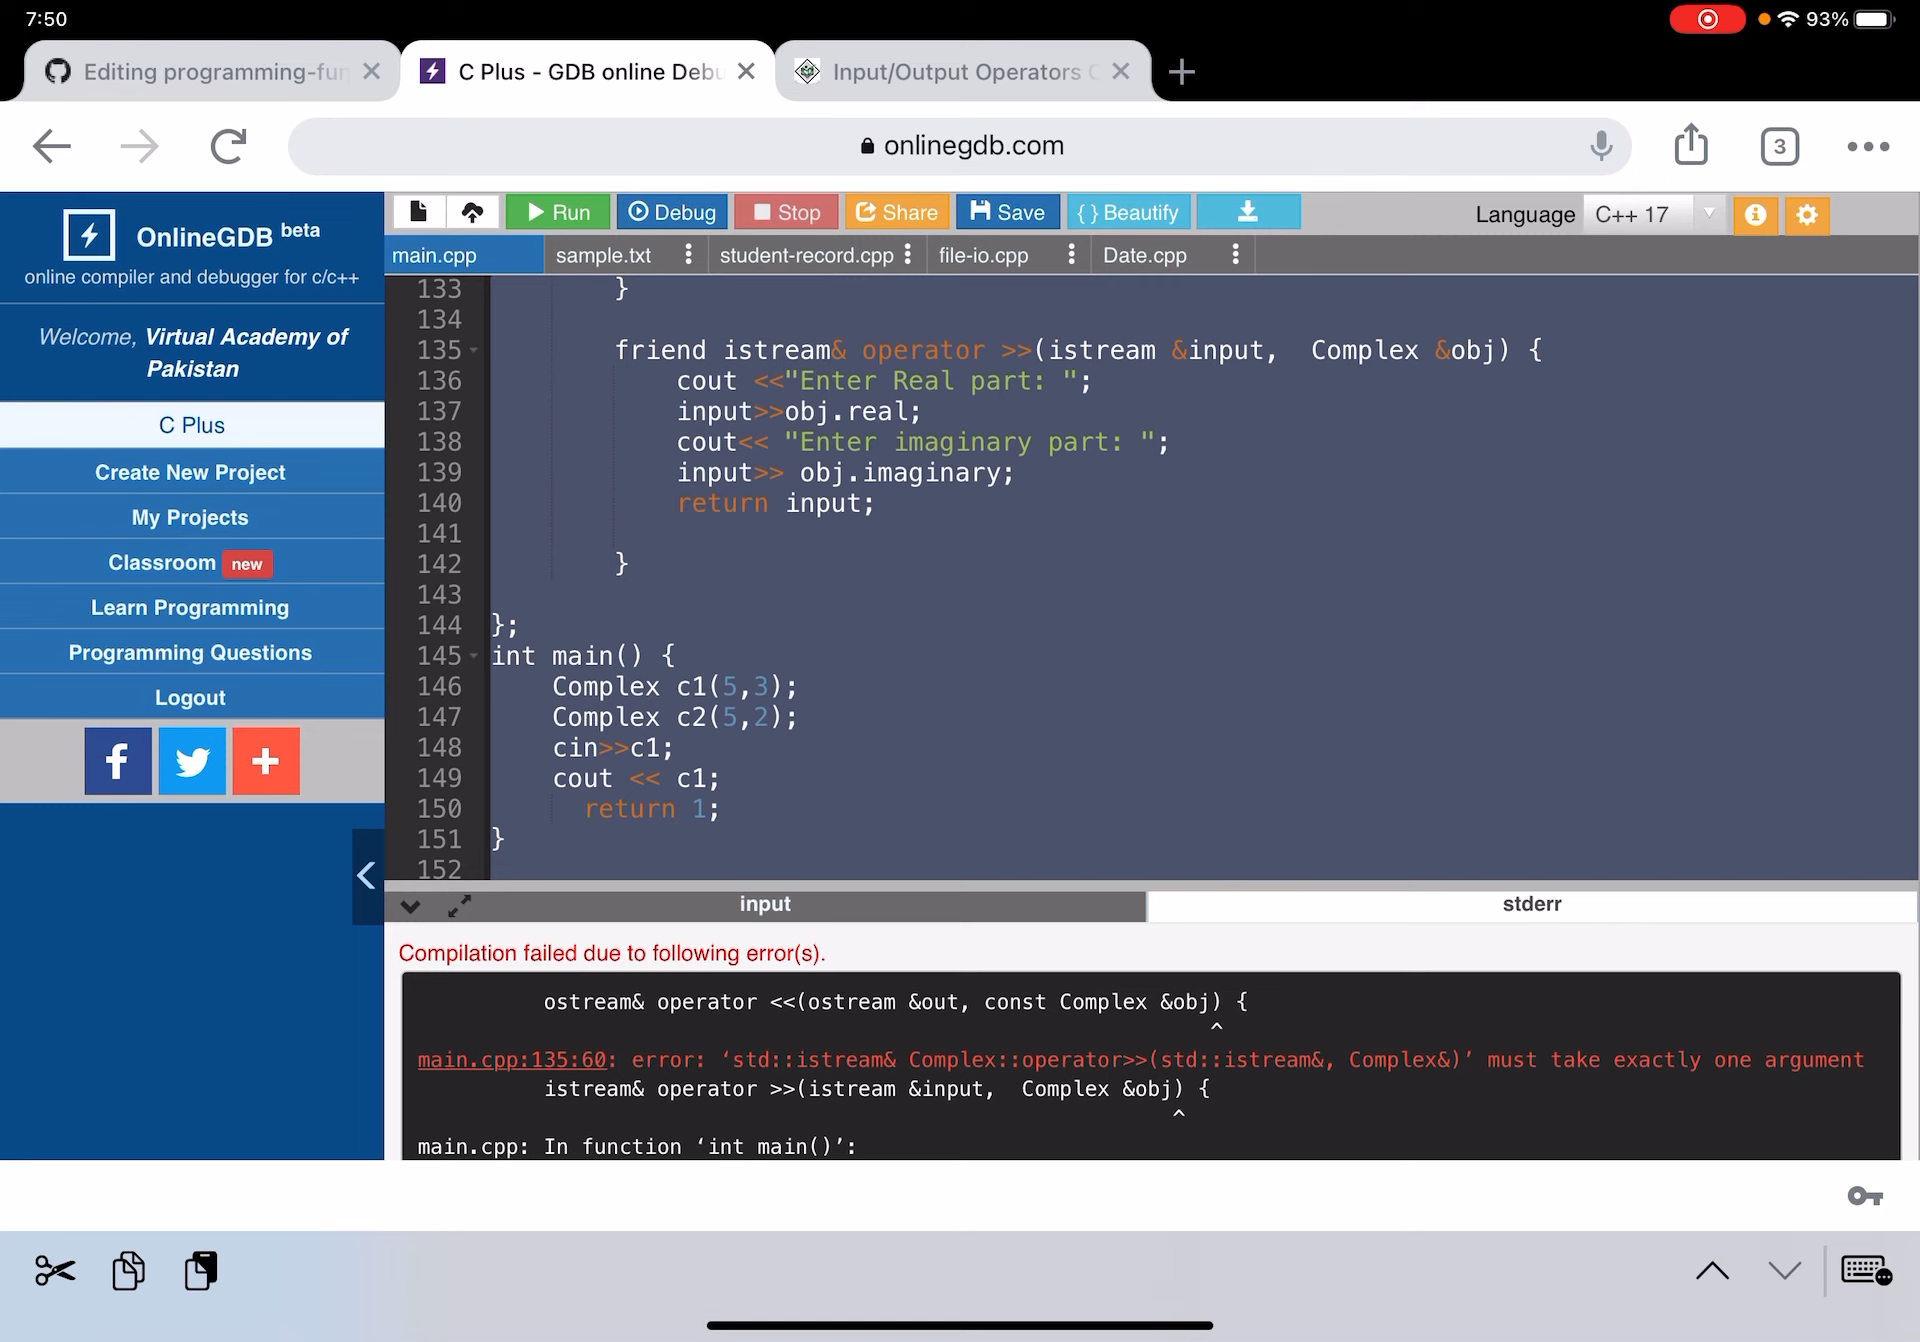 7:50
93%
Editing programming-fun
C Plus - GDB online Debu
Input/Output Operators C
onlinegdb.com
3
OnlineGDB beta
online compiler and debugger for c/c++
Welcome, Virtual Academy of
Pakistan
C Plus
Create New Project
My Projects
Classroom new
Learn Programming
Programming Questions
Logout
Run
Debug
Stop
Share
Save
{ } Beautify
Language C++ 17
main.cpp
sample.txt
student-record.cpp
file-io.cpp
Date.cpp
133 }
134
135 friend istream& operator >>(istream &input,  Complex &obj) {
136 cout <<"Enter Real part: ";
137 input>>obj.real;
138 cout<< "Enter imaginary part: ";
139 input>> obj.imaginary;
140 return input;
141
142 }
143
144 };
145 int main() {
146 Complex c1(5,3);
147 Complex c2(5,2);
148 cin>>c1;
149 cout << c1;
150 return 1;
151 }
152
input
stderr
Compilation failed due to following error(s).
ostream& operator <<(ostream &out, const Complex &obj) {
^
main.cpp:135:60: error: ‘std::istream& Complex::operator>>(std::istream&, Complex&)’ must take exactly one argument
istream& operator >>(istream &input,  Complex &obj) {
^
main.cpp: In function ‘int main()’: